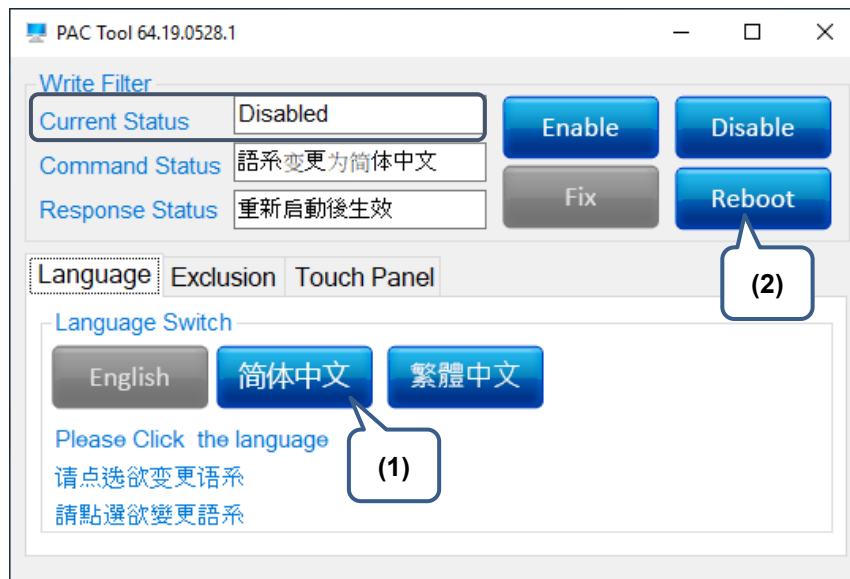 PAC Tool 64.19.0528.1
Write Filter
Current Status Disabled
Enable Disable
Command Status 語系变更为简体中文
Response Status 重新启動後生效
Fix Reboot
Language Exclusion Touch Panel
(2)
Language Switch
English 简体中文 繁體中文
Please Click the language
(1)
请点选欲变更语系
請點選欲變更語系